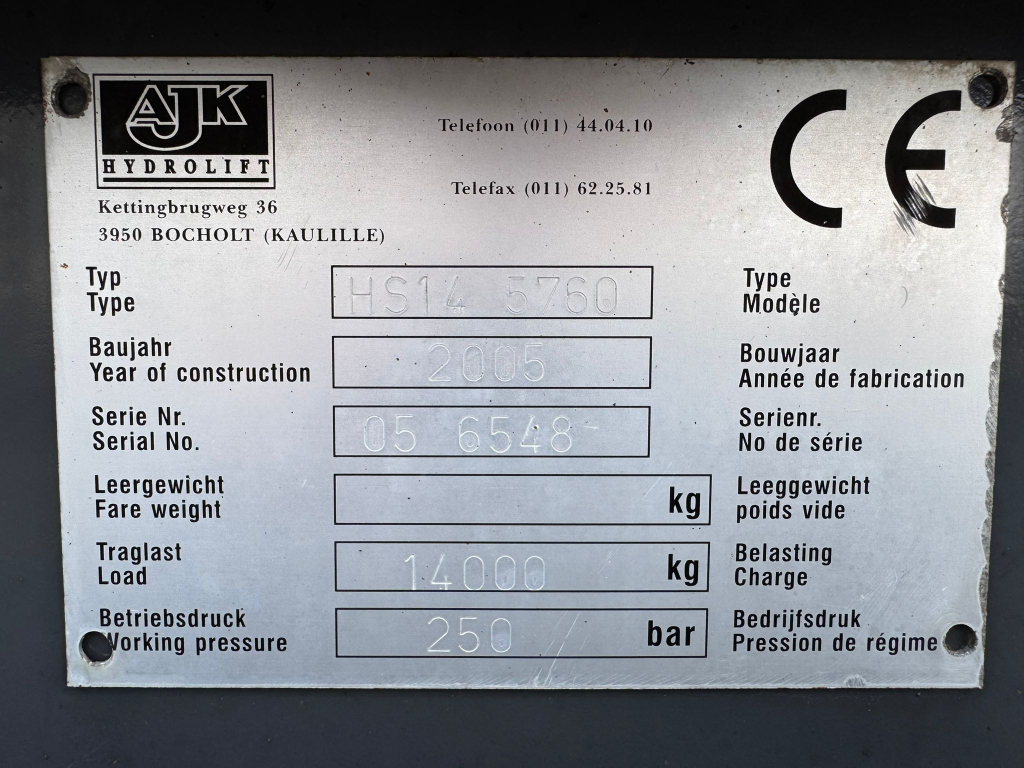 AJK
HYDROLIFT
Kettingbrugweg 36
3950 BOCHOLT (KAULILLE)
Telefoon (011) 44.04.10
Telefax (011) 62.25.81
CE
Typ
Type
HS14 5760
Type
Modèle
Baujahr
Year of construction
2005
Bouwjaar
Année de fabrication
Serie Nr.
Serial No.
05 6548
Serienr.
No de série
Leergewicht
Fare weight
kg
Leeggewicht
poids vide
Traglast
Load
14000 kg
Belasting
Charge
Betriebsdruck
Working pressure
250 bar
Bedrijfsdruk
Pression de régime